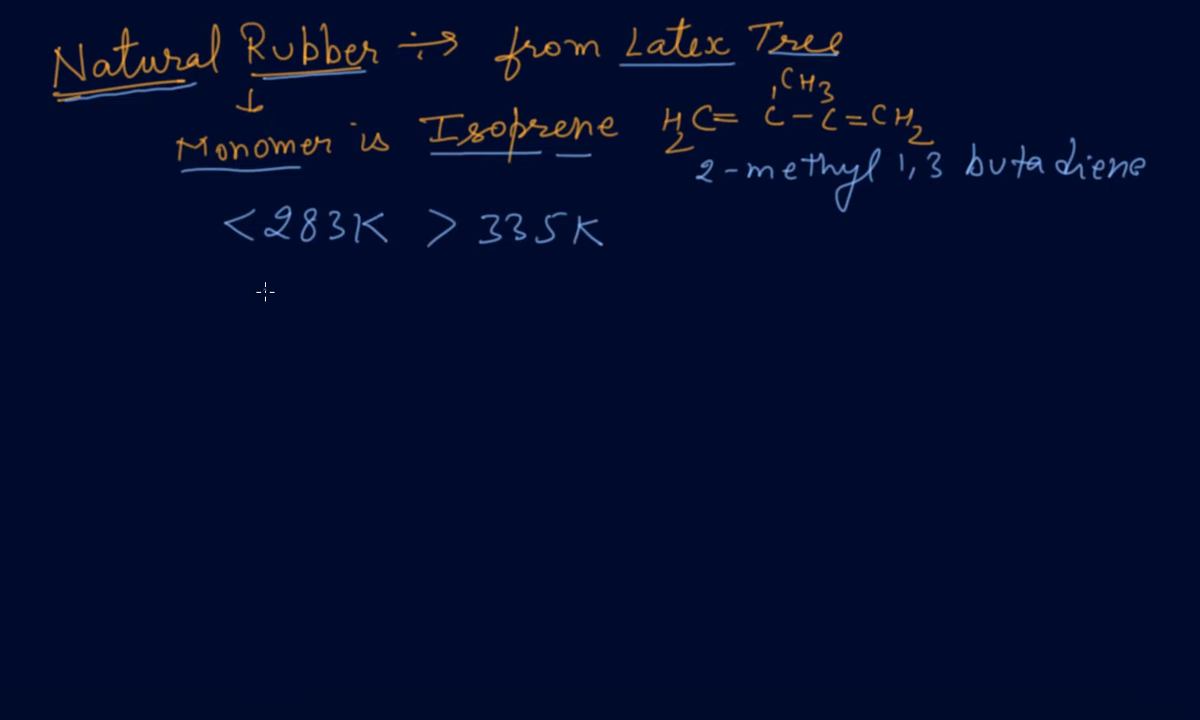 Natural Rubber → from Latex Tree
↓
CH3
Monomer is Isoprene H2C= C-C=CH2
2-methyl 1,3 butadiene
<283K >335K